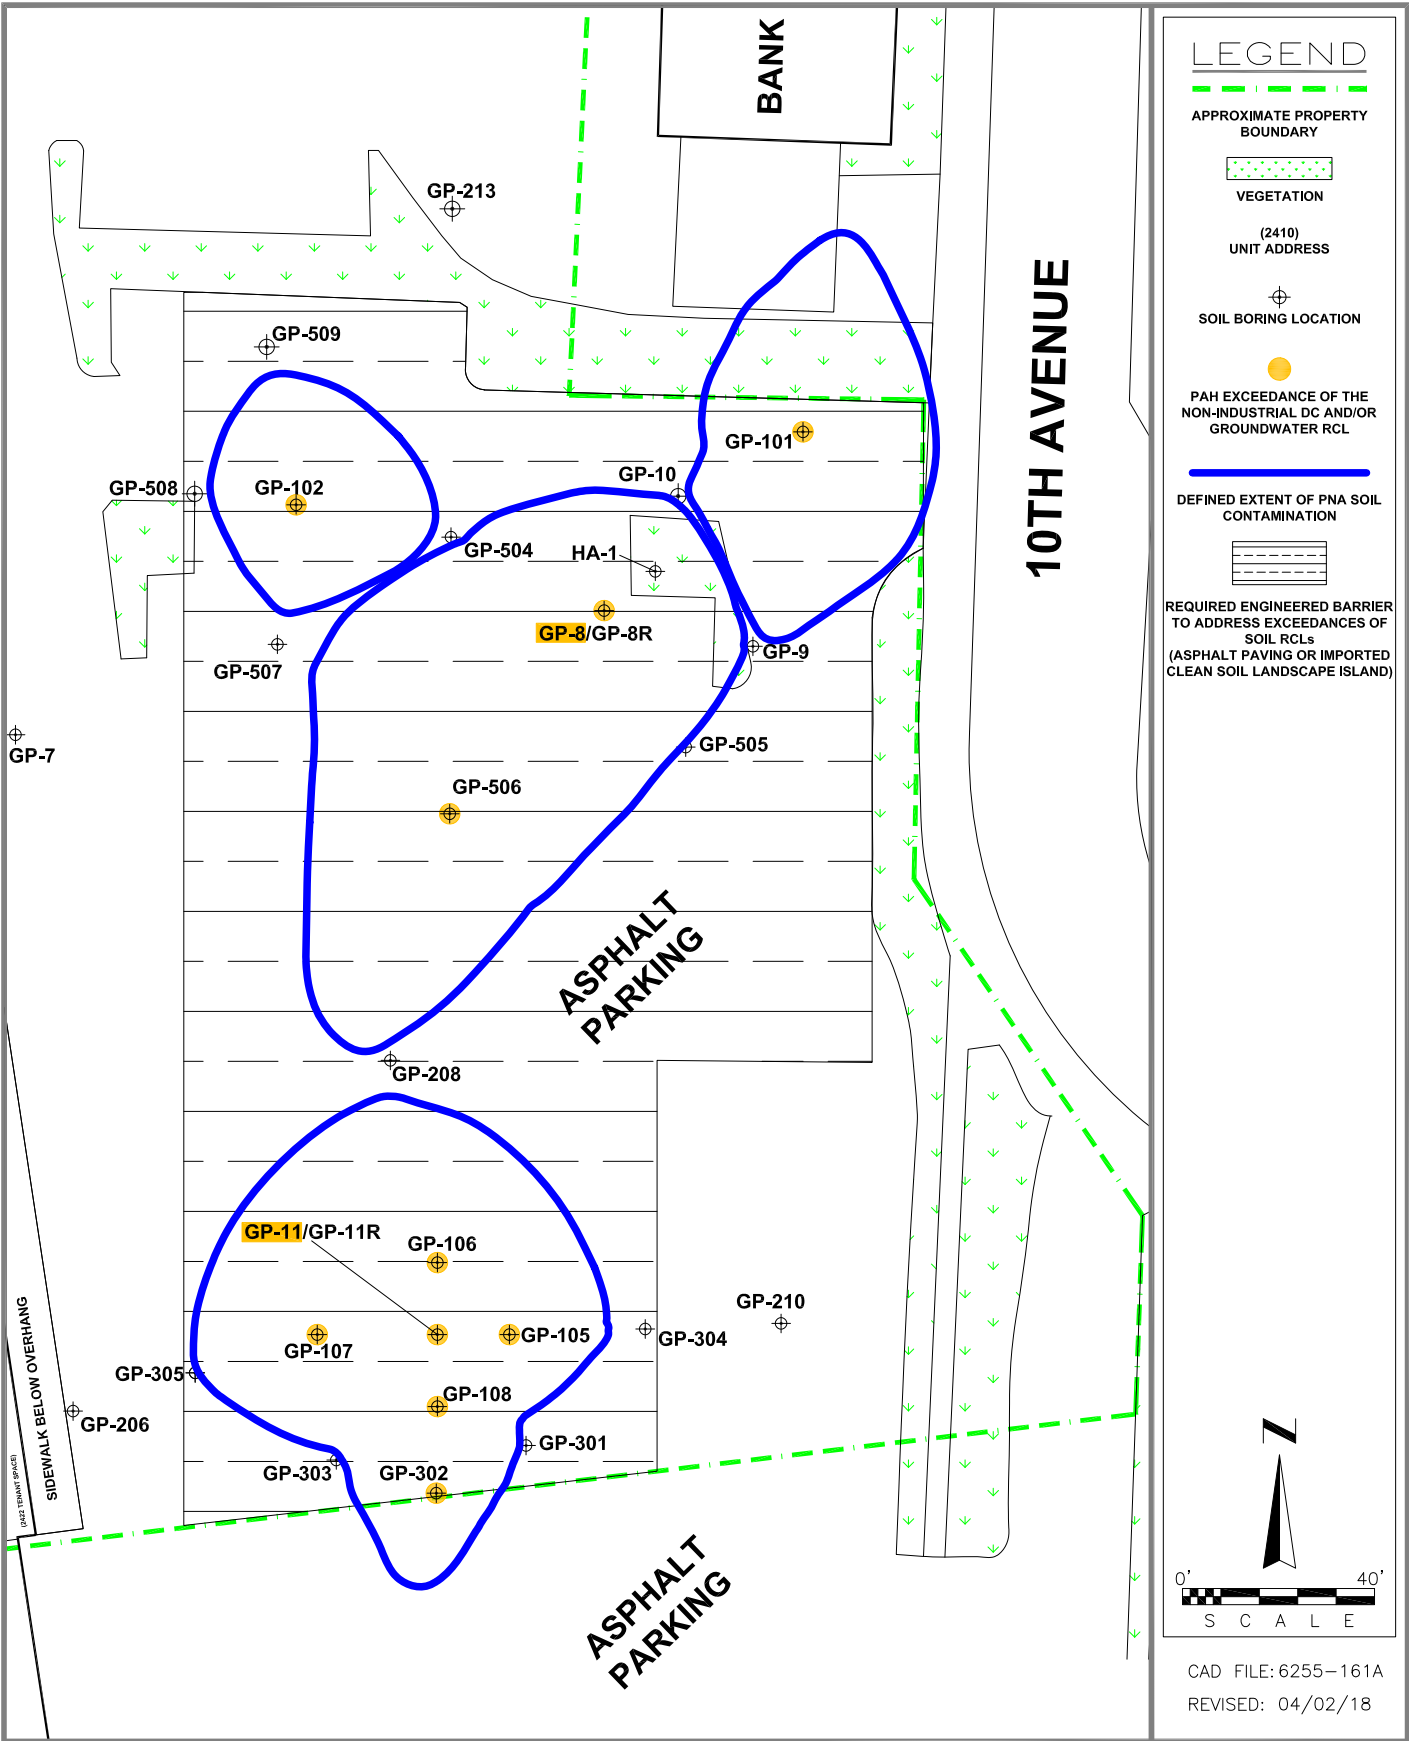 BANK
GP-213
10TH AVENUE
GP-509
GP-101
GP-10
GP-508
GP-102
GP-504
HA-1
GP-8/GP-8R
GP-9
GP-507
GP-7
GP-505
GP-506
ASPHALT
PARKING
GP-208
GP-11/GP-11R
GP-106
GP-210
GP-107
GP-105
GP-304
GP-305
GP-108
GP-206
GP-301
GP-303
GP-302
SIDEWALK BELOW OVERHANG
(2422 TENANT SPACE)
ASPHALT
PARKING
LEGEND
APPROXIMATE PROPERTY
BOUNDARY
VEGETATION
(2410)
UNIT ADDRESS
SOIL BORING LOCATION
PAH EXCEEDANCE OF THE
NON-INDUSTRIAL DC AND/OR
GROUNDWATER RCL
DEFINED EXTENT OF PNA SOIL
CONTAMINATION
REQUIRED ENGINEERED BARRIER
TO ADDRESS EXCEEDANCES OF
SOIL RCLs
(ASPHALT PAVING OR IMPORTED
CLEAN SOIL LANDSCAPE ISLAND)
N
0' 40'
SCALE
CAD FILE: 6255-161A
REVISED: 04/02/18